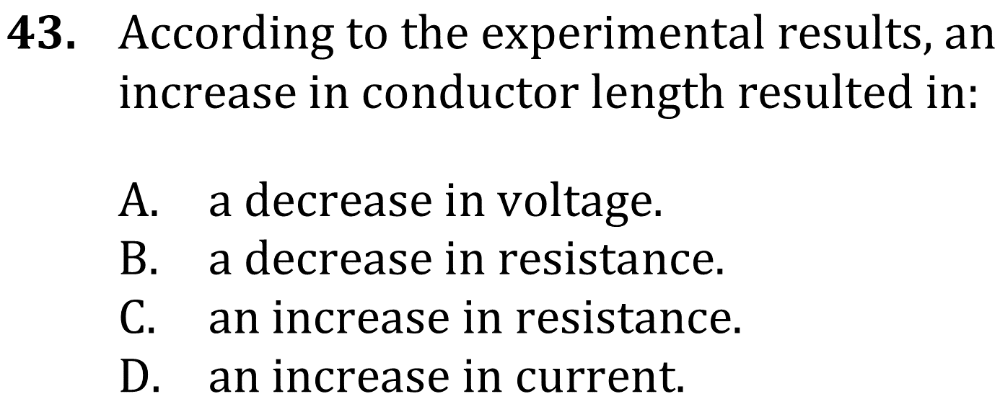 43. According to the experimental results, an
increase in conductor length resulted in:
A. a decrease in voltage.
B. a decrease in resistance.
C. an increase in resistance.
D. an increase in current.